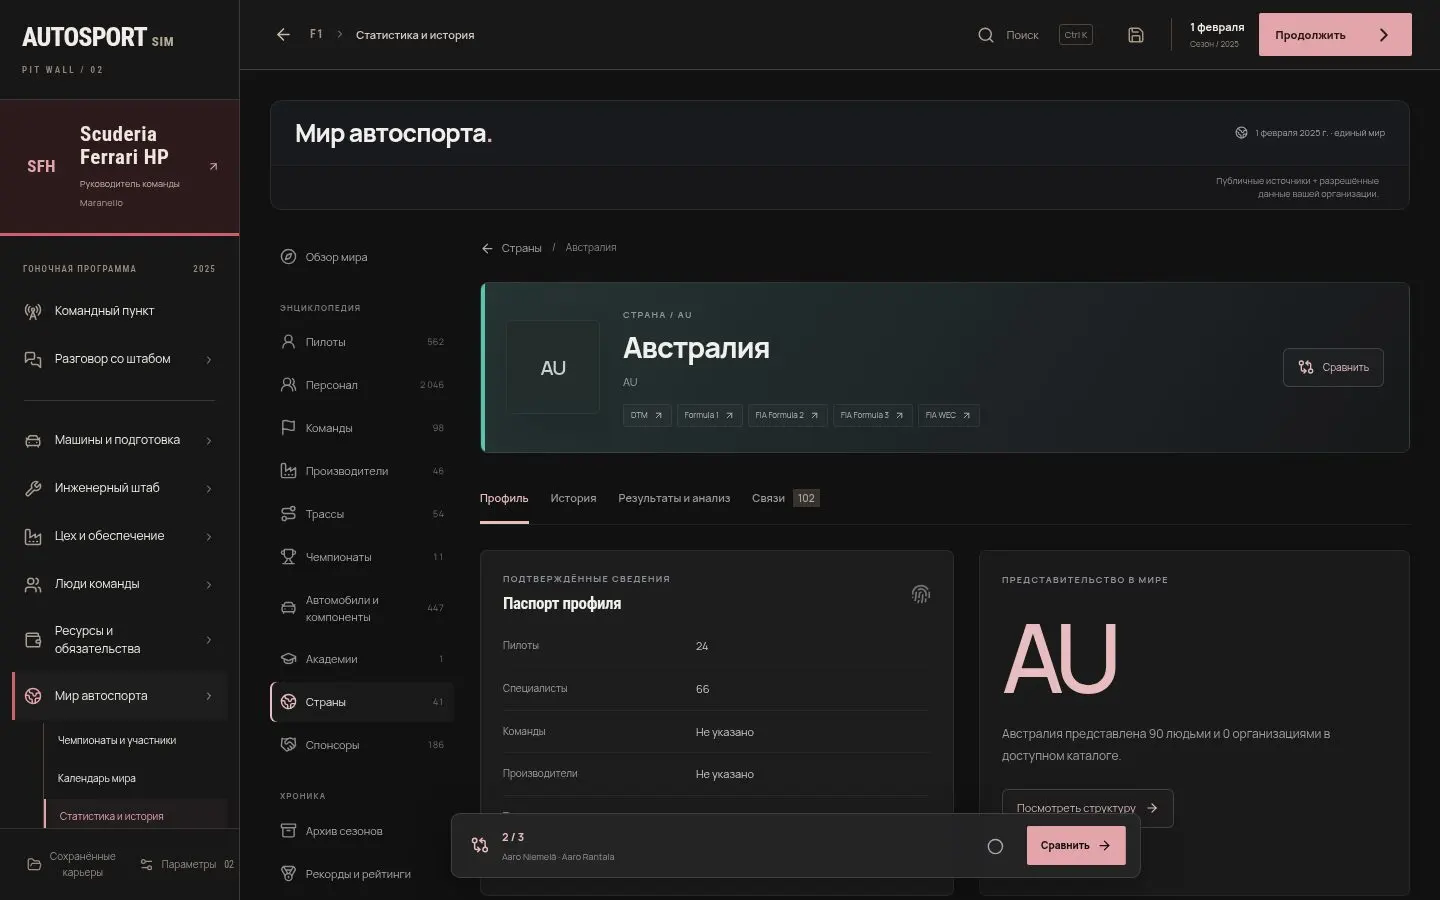 AUTOSPORT SIM
PIT WALL / 02
SFH
Scuderia
Ferrari HP
Руководитель команды
Maranello
ГОНОЧНАЯ ПРОГРАММА 2025
Командный пункт
Разговор со штабом
Машины и подготовка
Инженерный штаб
Цех и обеспечение
Люди команды
Ресурсы и
обязательства
Мир автоспорта
Чемпионаты и участники
Календарь мира
Статистика и история
Сохранённые
карьеры
Параметры 02
F1
Статистика и история
Поиск
Ctrl K
1 февраля
Сезон / 2025
Продолжить
Мир автоспорта.
1 февраля 2025 г. · единый мир
Публичные источники + разрешённые
данные вашей организации.
Обзор мира
ЭНЦИКЛОПЕДИЯ
Пилоты 562
Персонал 2 046
Команды 98
Производители 46
Трассы 54
Чемпионаты 11
Автомобили и
компоненты 447
Академии 1
Страны 41
Спонсоры 186
ХРОНИКА
Архив сезонов
Рекорды и рейтинги
Страны / Австралия
AU
СТРАНА / AU
Австралия
AU
DTM
Formula 1
FIA Formula 2
FIA Formula 3
FIA WEC
Сравнить
Профиль
История
Результаты и анализ
Связи 102
ПОДТВЕРЖДЁННЫЕ СВЕДЕНИЯ
Паспорт профиля
Пилоты 24
Специалисты 66
Команды Не указано
Производители Не указано
ПРЕДСТАВИТЕЛЬСТВО В МИРЕ
AU
Австралия представлена 90 людьми и 0 организациями в
доступном каталоге.
Посмотреть структуру
2 / 3
Aaro Niemelä · Aaro Rantala
Сравнить